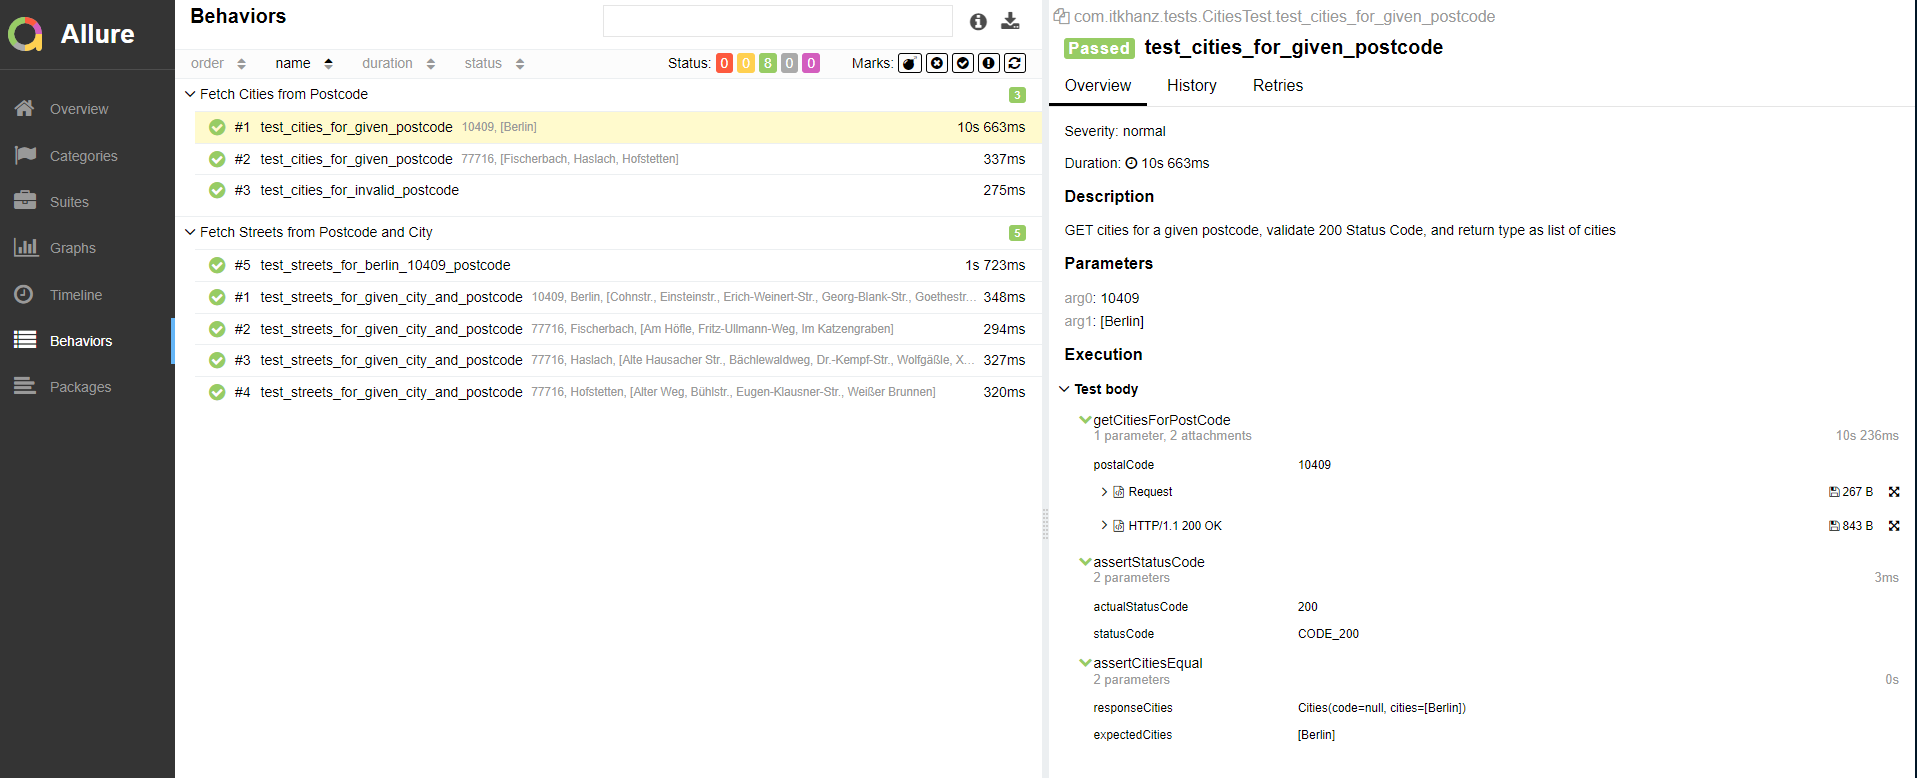 Allure
Overview
Categories
Suites
Graphs
Timeline
Behaviors
Packages
Behaviors
order name duration status Status: 0 0 8 0 0 Marks:
Fetch Cities from Postcode 3
#1 test_cities_for_given_postcode 10409, [Berlin] 10s 663ms
#2 test_cities_for_given_postcode 77716, [Fischerbach, Haslach, Hofstetten] 337ms
#3 test_cities_for_invalid_postcode 275ms
Fetch Streets from Postcode and City 5
#5 test_streets_for_berlin_10409_postcode 1s 723ms
#1 test_streets_for_given_city_and_postcode 10409, Berlin, [Cohnstr., Einsteinstr., Erich-Weinert-Str., Georg-Blank-Str., Goethestr... 348ms
#2 test_streets_for_given_city_and_postcode 77716, Fischerbach, [Am Höfle, Fritz-Ullmann-Weg, Im Katzengraben] 294ms
#3 test_streets_for_given_city_and_postcode 77716, Haslach, [Alte Hausacher Str., Bächlewaldweg, Dr.-Kempf-Str., Wolfgäßle, X... 327ms
#4 test_streets_for_given_city_and_postcode 77716, Hofstetten, [Alter Weg, Bühlstr., Eugen-Klausner-Str., Weißer Brunnen] 320ms
com.itkhanz.tests.CitiesTest.test_cities_for_given_postcode
Passed test_cities_for_given_postcode
Overview History Retries
Severity: normal
Duration: 10s 663ms
Description
GET cities for a given postcode, validate 200 Status Code, and return type as list of cities
Parameters
arg0: 10409
arg1: [Berlin]
Execution
Test body
getCitiesForPostCode
1 parameter, 2 attachments 10s 236ms
postalCode 10409
Request 267 B
HTTP/1.1 200 OK 843 B
assertStatusCode
2 parameters 3ms
actualStatusCode 200
statusCode CODE_200
assertCitiesEqual
2 parameters 0s
responseCities Cities(code=null, cities=[Berlin])
expectedCities [Berlin]